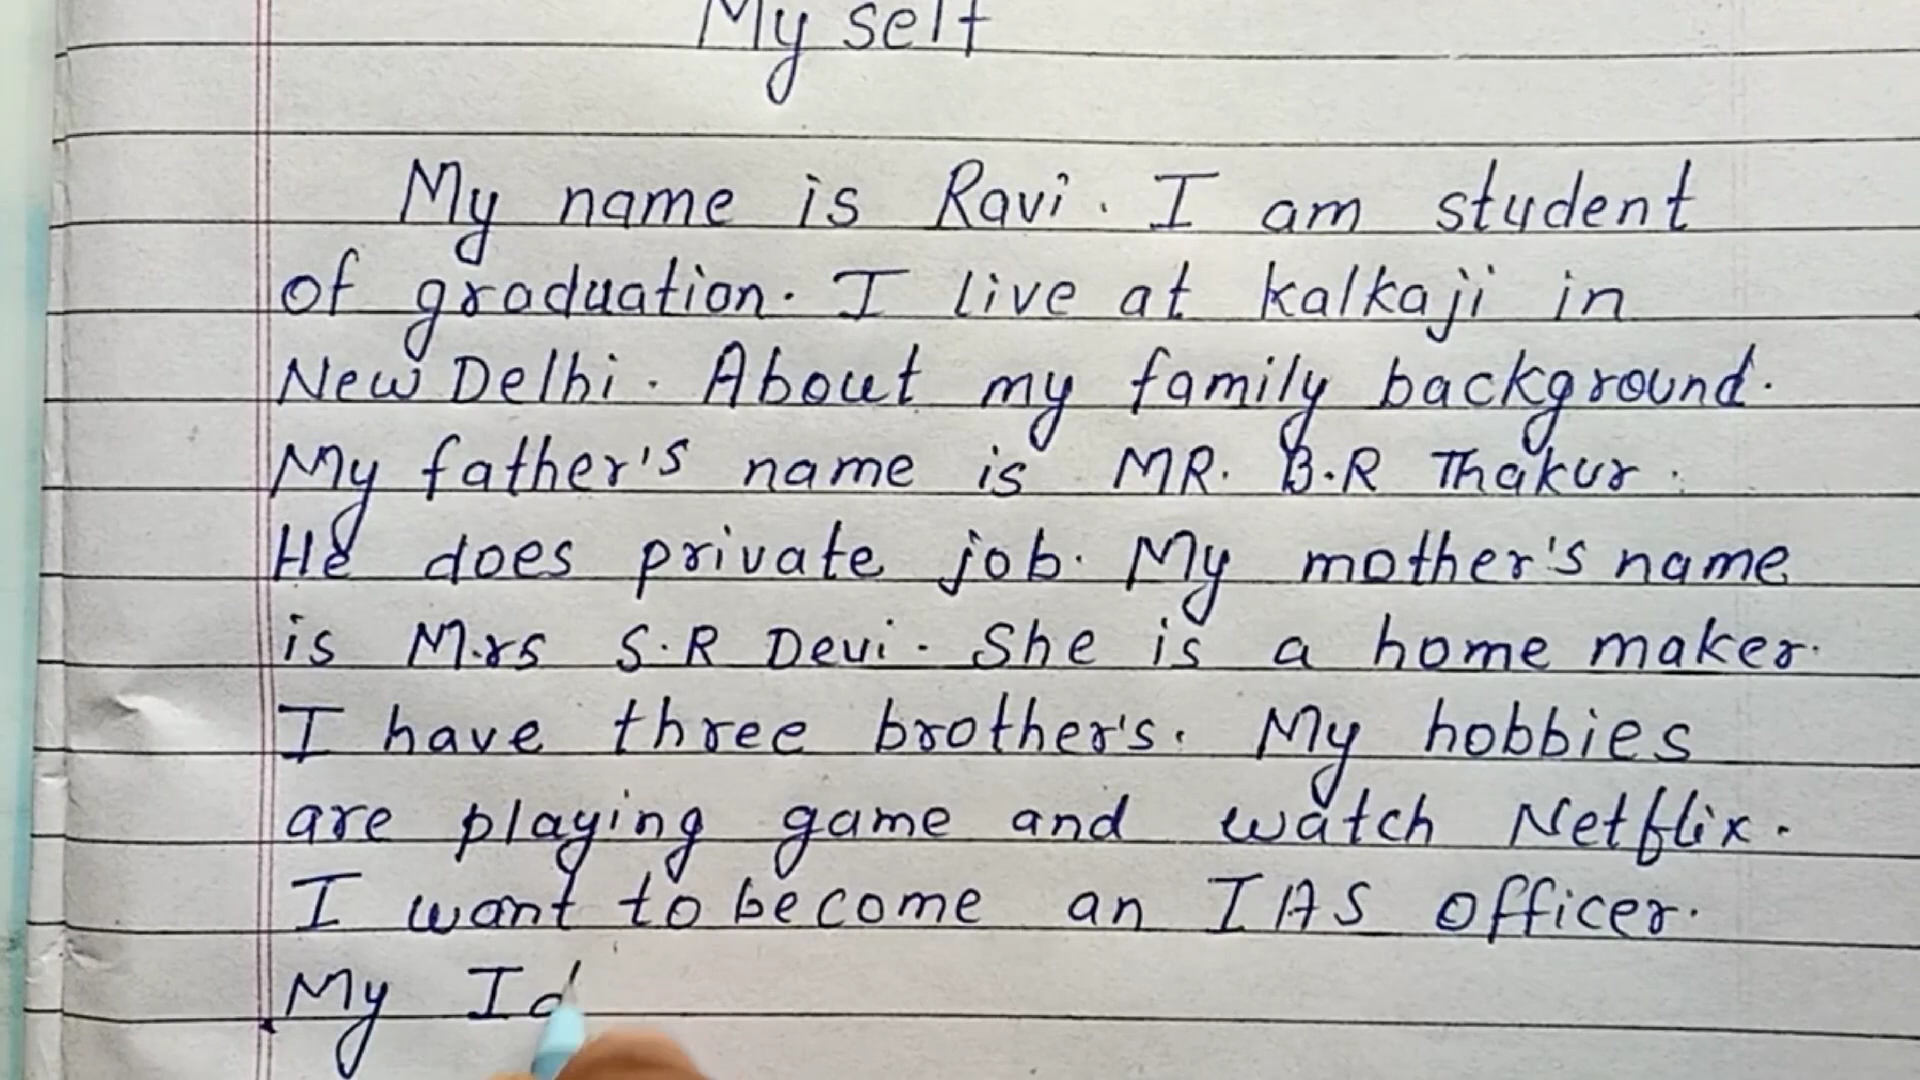 My self
My name is Ravi. I am student
of graduation. I live at kalkaji in
New Delhi. About my family background.
My father's name is MR. B.R Thakur.
He does private job. My mother's name
is M.rs S.R Devi. She is a home maker.
I have three brother's. My hobbies
are playing game and watch Netflix.
I want to become an IAS officer.
My Id